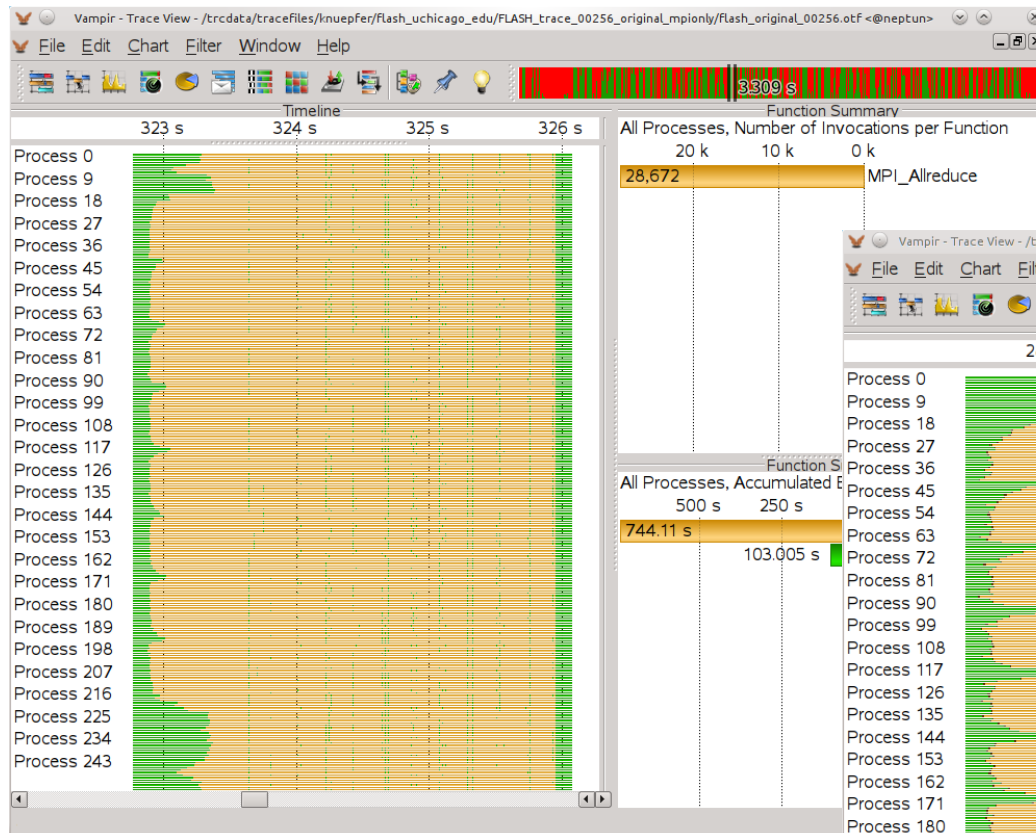 Vampir - Trace View - /trcdata/tracefiles/knuepfer/flash_uchicago_edu/FLASH_trace_00256_original_mpionly/flash_original_00256.otf <@neptun>
File Edit Chart Filter Window Help
3.309 s
Timeline
323 s 324 s 325 s 326 s
Process 0
Process 9
Process 18
Process 27
Process 36
Process 45
Process 54
Process 63
Process 72
Process 81
Process 90
Process 99
Process 108
Process 117
Process 126
Process 135
Process 144
Process 153
Process 162
Process 171
Process 180
Process 189
Process 198
Process 207
Process 216
Process 225
Process 234
Process 243
Function Summary
All Processes, Number of Invocations per Function
20 k 10 k 0 k
28,672 MPI_Allreduce
Function S
All Processes, Accumulated E
500 s 250 s
744.11 s
103.005 s
Vampir - Trace View - /t
File Edit Chart Fil
2
Process 0
Process 9
Process 18
Process 27
Process 36
Process 45
Process 54
Process 63
Process 72
Process 81
Process 90
Process 99
Process 108
Process 117
Process 126
Process 135
Process 144
Process 153
Process 162
Process 171
Process 180